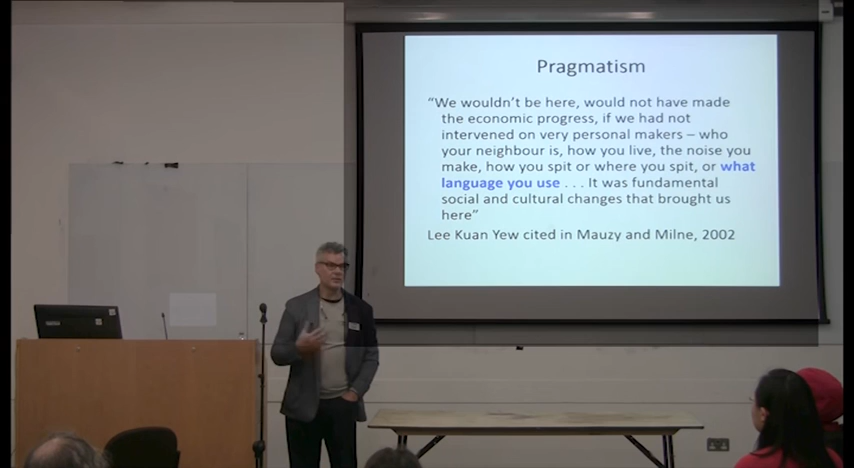 Pragmatism
“We wouldn’t be here, would not have made
the economic progress, if we had not
intervened on very personal makers – who
your neighbour is, how you live, the noise you
make, how you spit or where you spit, or what
language you use . . . It was fundamental
social and cultural changes that brought us
here”
Lee Kuan Yew cited in Mauzy and Milne, 2002